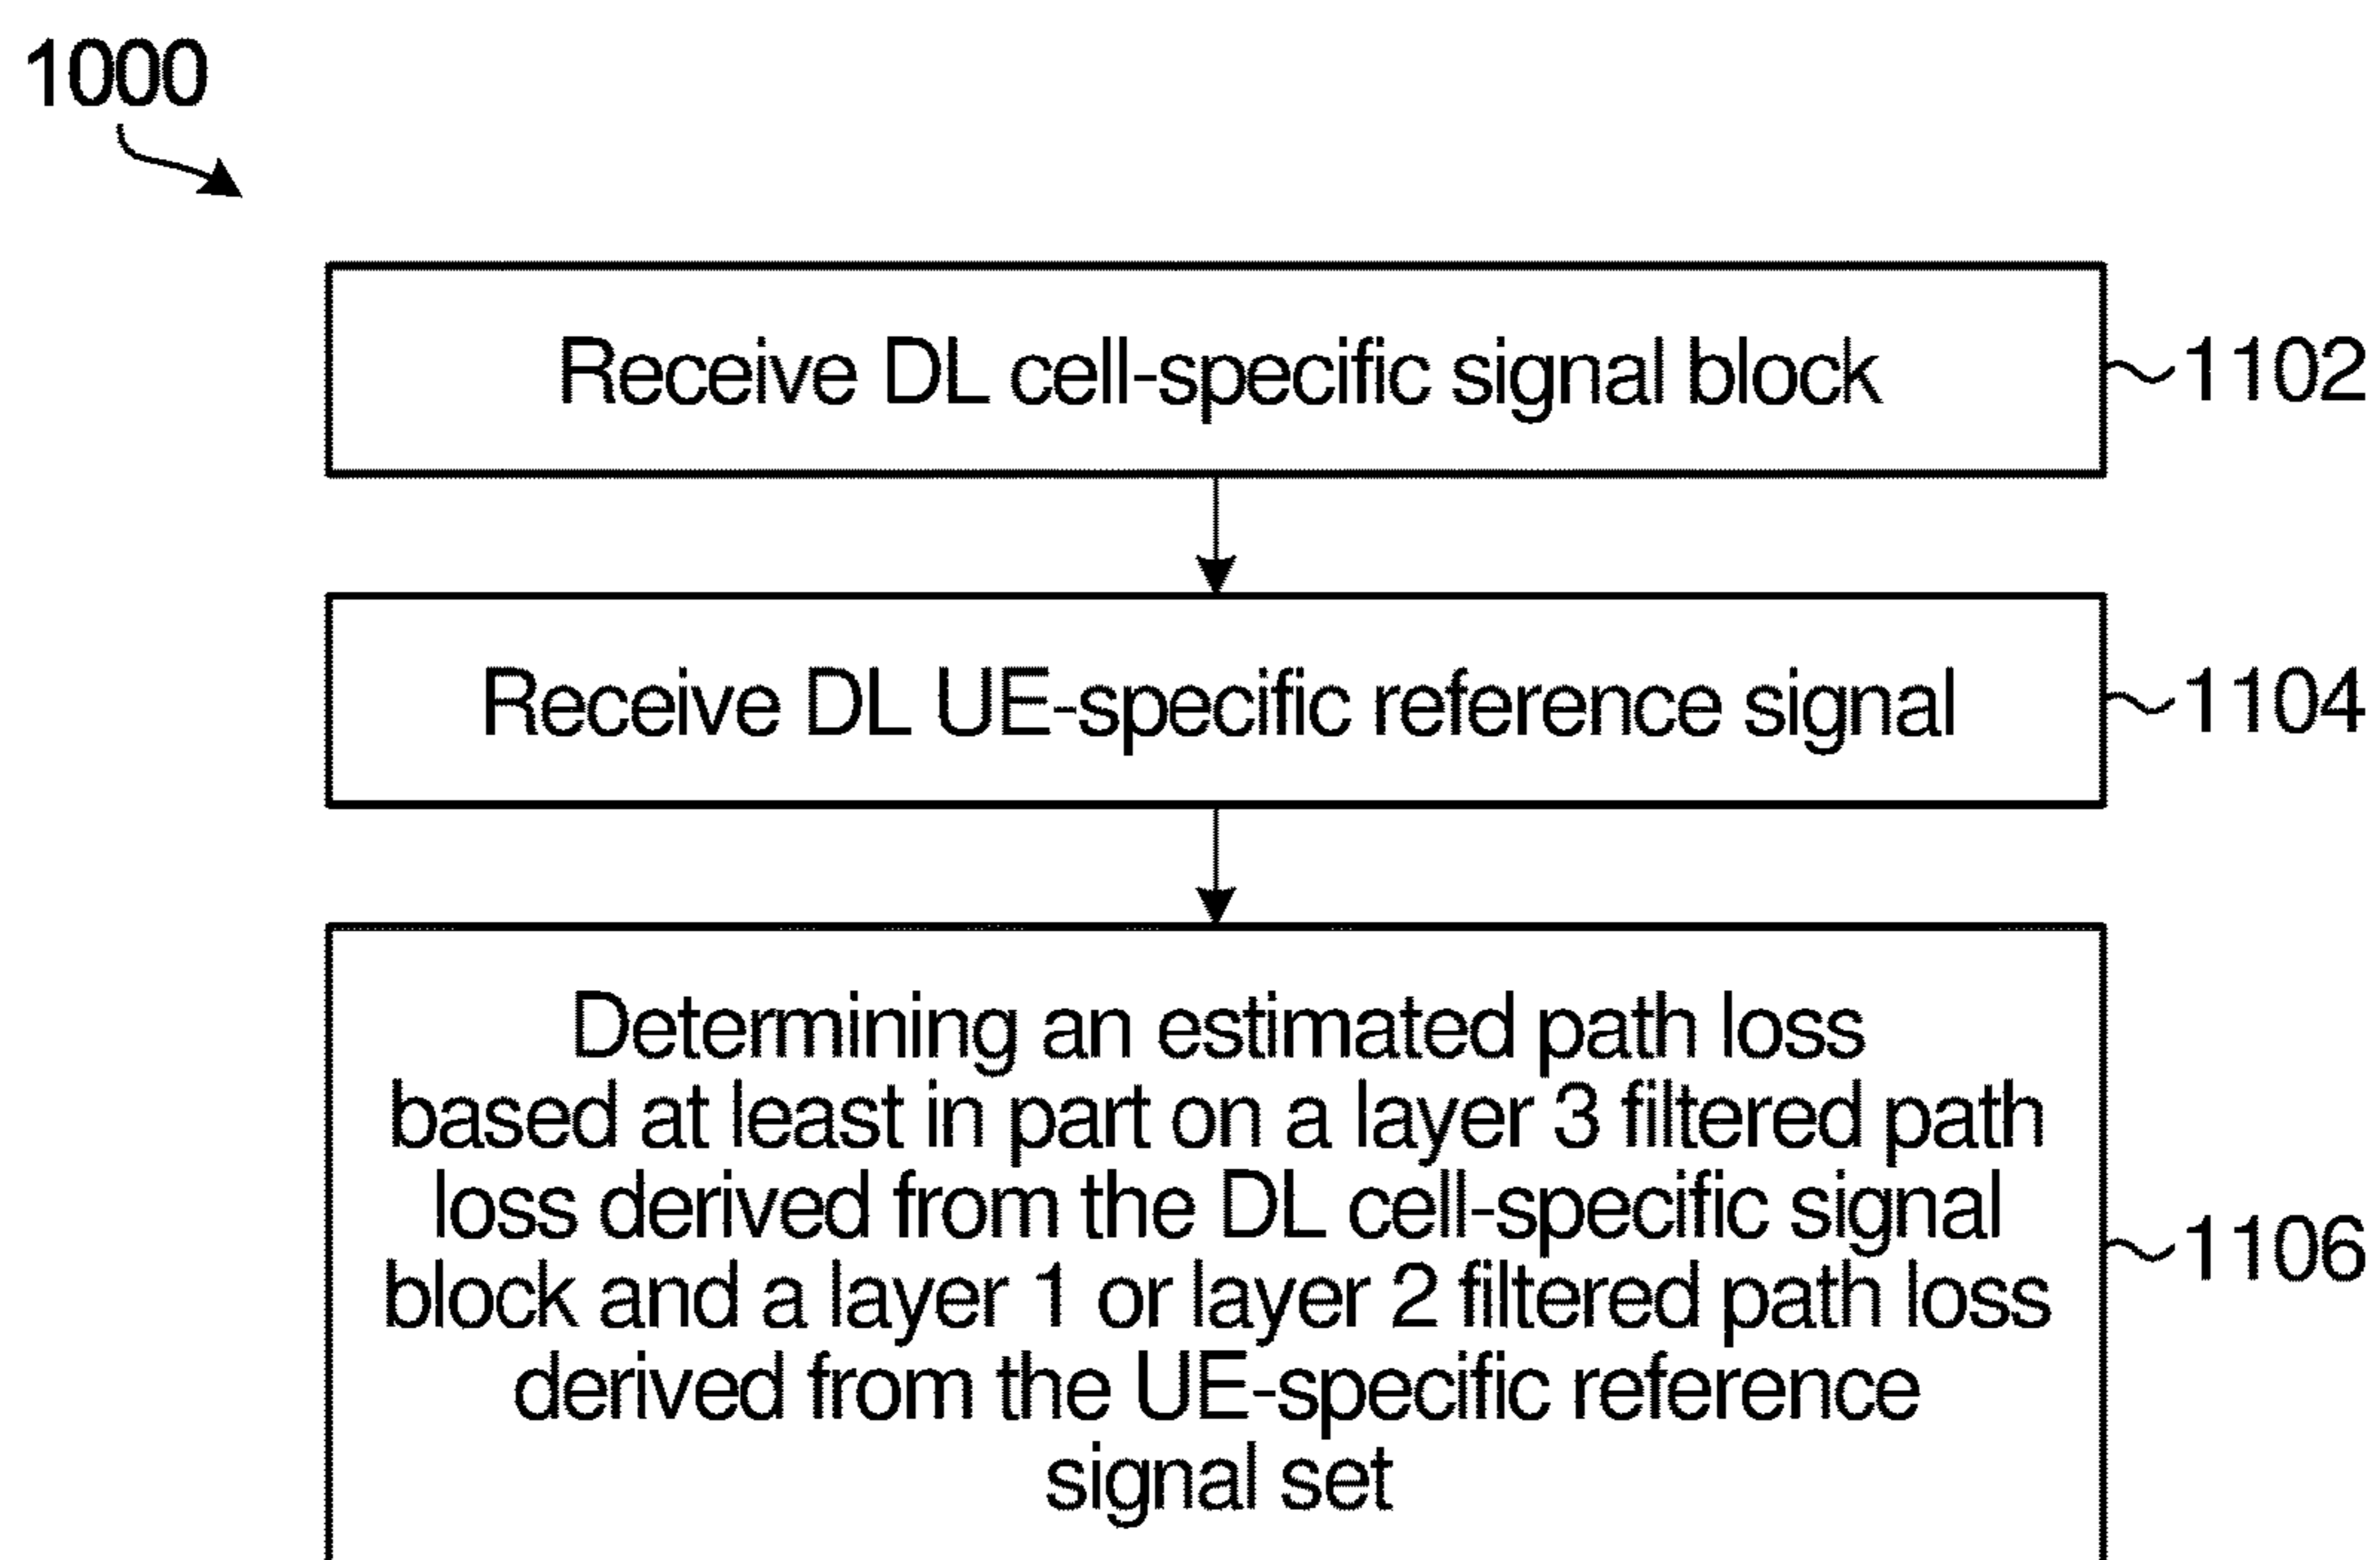 1000
Receive DL cell-specific signal block
1102
Receive DL UE-specific reference signal
1104
Determining an estimated path loss
based at least in part on a layer 3 filtered path
loss derived from the DL cell-specific signal
block and a layer 1 or layer 2 filtered path loss
derived from the UE-specific reference
signal set
1106